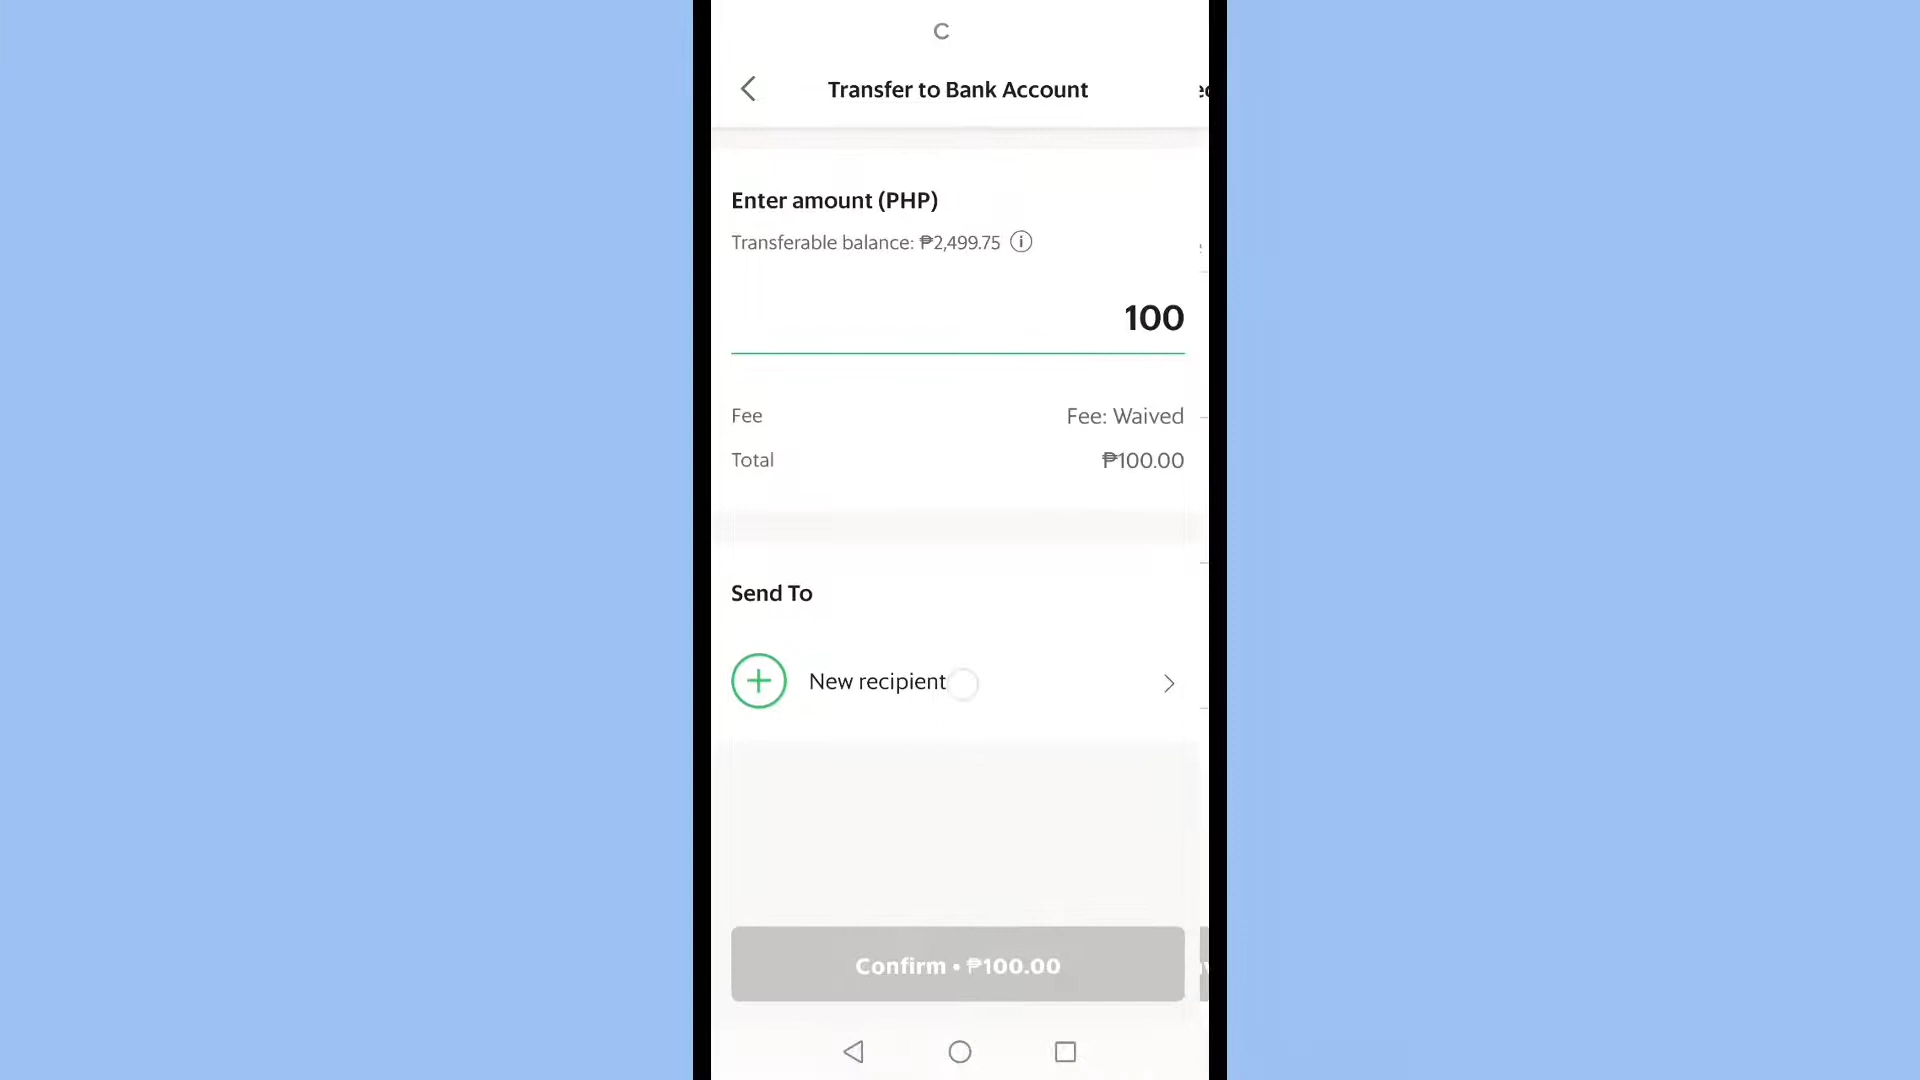 C
Transfer to Bank Account
Enter amount (PHP)
Transferable balance: ₱2,499.75
100
Fee Fee: Waived
Total ₱100.00
Send To
New recipient
Confirm • ₱100.00